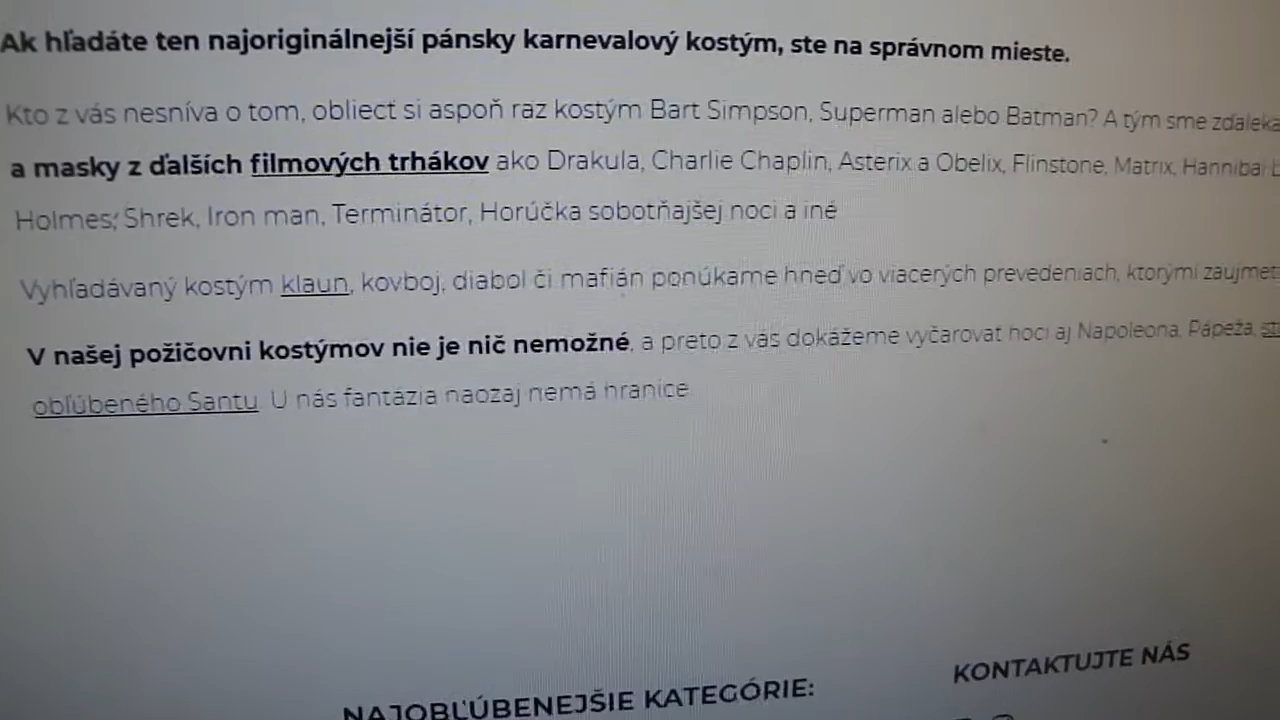 Ak hľadáte ten najoriginálnejší pánsky karnevalový kostým, ste na správnom mieste.
Kto z vás nesníva o tom, obliecť si aspoň raz kostým Bart Simpson, Superman alebo Batman? A tým sme zďaleka
a masky z ďalších filmových trhákov ako Drakula, Charlie Chaplin, Asterix a Obelix, Flinstone, Matrix, Hannibal
Holmes, Shrek, Iron man, Terminátor, Horúčka sobotňajšej noci a iné
Vyhľadávaný kostým klaun, kovboj, diabol či mafián ponúkame hneď vo viacerých prevedeniach, ktorými
V našej požičovni kostýmov nie je nič nemožné, a preto z vás dokážeme vyčarovať hoci aj Napoleona, Pápeža,
obľúbeného Santu. U nás fantázia naozaj nemá hranice.
NAJOBĽÚBENEJŠIE KATEGÓRIE:
KONTAKTUJTE NÁS